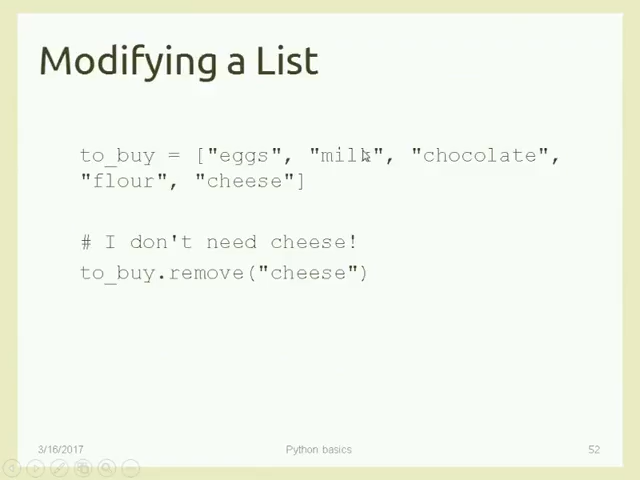 Modifying a List
to_buy = ["eggs", "milk", "chocolate",
"flour", "cheese"]
# I don't need cheese!
to_buy.remove("cheese")
3/16/2017
Python basics
52